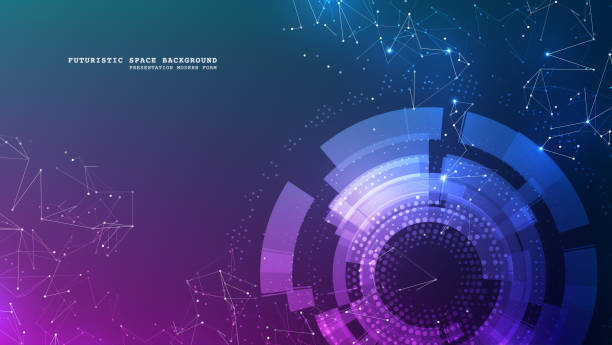 FUTURISTIC SPACE BACKGROUND
PRESENTATION MODERN FORM